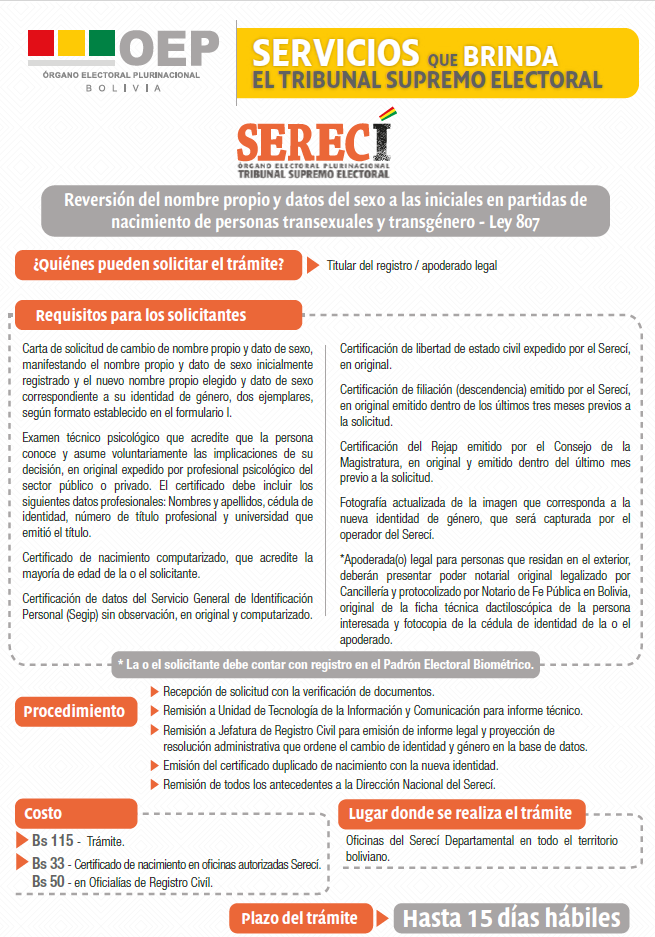 OEP
ÓRGANO ELECTORAL PLURINACIONAL
BOLIVIA
SERVICIOS QUE BRINDA
EL TRIBUNAL SUPREMO ELECTORAL
SERECÍ
ÓRGANO ELECTORAL PLURINACIONAL
TRIBUNAL SUPREMO ELECTORAL
Reversión del nombre propio y datos del sexo a las iniciales en partidas de
nacimiento de personas transexuales y transgénero - Ley 807
¿Quiénes pueden solicitar el trámite?
Titular del registro / apoderado legal
Requisitos para los solicitantes
Carta de solicitud de cambio de nombre propio y dato de sexo,
manifestando el nombre propio y dato de sexo inicialmente
registrado y el nuevo nombre propio elegido y dato de sexo
correspondiente a su identidad de género, dos ejemplares,
según formato establecido en el formulario I.
Examen técnico psicológico que acredite que la persona
conoce y asume voluntariamente las implicaciones de su
decisión, en original expedido por profesional psicológico del
sector público o privado. El certificado debe incluir los
siguientes datos profesionales: Nombres y apellidos, cédula de
identidad, número de título profesional y universidad que
emitió el título.
Certificado de nacimiento computarizado, que acredite la
mayoría de edad de la o el solicitante.
Certificación de datos del Servicio General de Identificación
Personal (Segip) sin observación, en original y computarizado.
Certificación de libertad de estado civil expedido por el Serecí,
en original.
Certificación de filiación (descendencia) emitido por el Serecí,
en original emitido dentro de los últimos tres meses previos a
la solicitud.
Certificación del Rejap emitido por el Consejo de la
Magistratura, en original y emitido dentro del último mes
previo a la solicitud.
Fotografía actualizada de la imagen que corresponda a la
nueva identidad de género, que será capturada por el
operador del Serecí.
*Apoderada(o) legal para personas que residan en el exterior,
deberán presentar poder notarial original legalizado por
Cancillería y protocolizado por Notario de Fe Pública en Bolivia,
original de la ficha técnica dactiloscópica de la persona
interesada y fotocopia de la cédula de identidad de la o el
apoderado.
* La o el solicitante debe contar con registro en el Padrón Electoral Biométrico.
Procedimiento
Recepción de solicitud con la verificación de documentos.
Remisión a Unidad de Tecnología de la Información y Comunicación para informe técnico.
Remisión a Jefatura de Registro Civil para emisión de informe legal y proyección de
resolución administrativa que ordene el cambio de identidad y género en la base de datos.
Emisión del certificado duplicado de nacimiento con la nueva identidad.
Remisión de todos los antecedentes a la Dirección Nacional del Serecí.
Costo
Bs 115 - Trámite.
Bs 33 - Certificado de nacimiento en oficinas autorizadas Serecí.
Bs 50 - en Oficialías de Registro Civíl.
Lugar donde se realiza el trámite
Oficinas del Serecí Departamental en todo el territorio
boliviano.
Plazo del trámite
Hasta 15 días hábiles